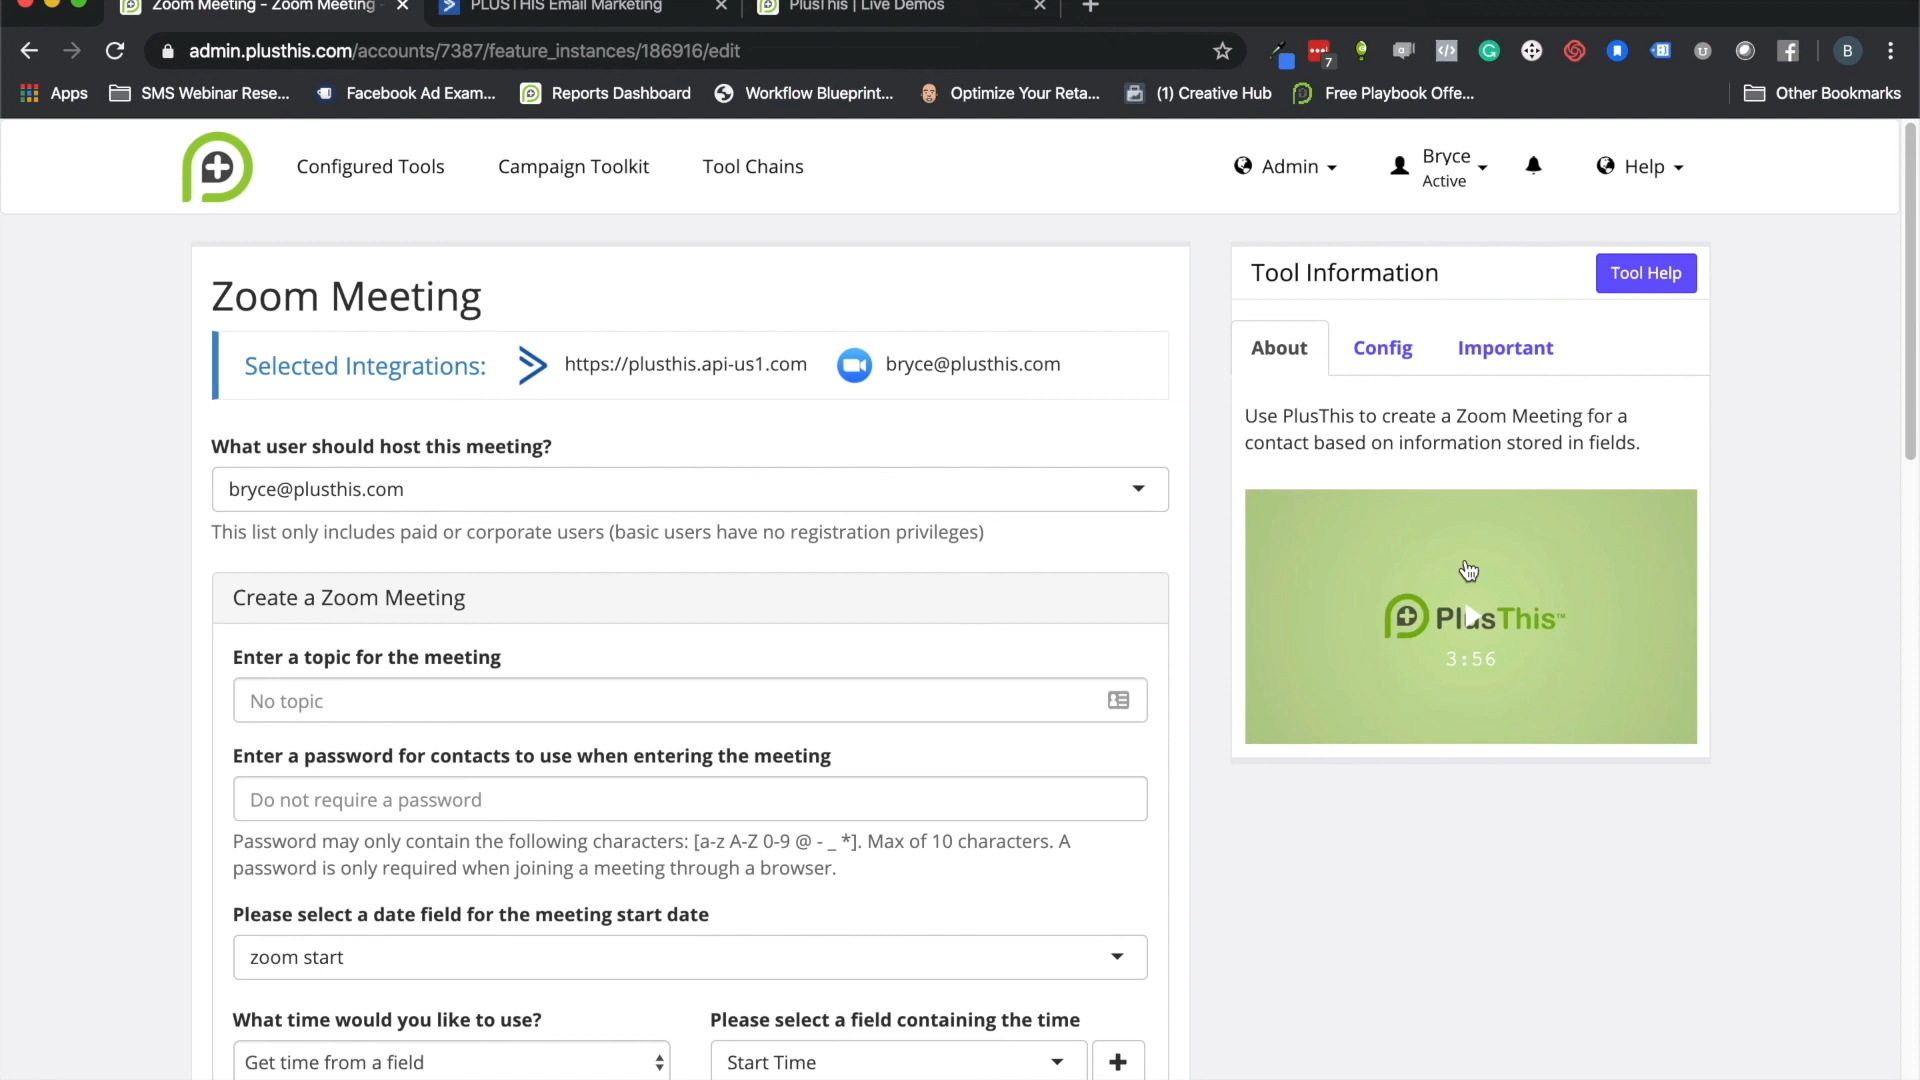 Zoom Meeting - Zoom Meeting
PLUSTHIS Email Marketing
PlusThis | Live Demos
admin.plusthis.com/accounts/7387/feature_instances/186916/edit
7
B
Apps
SMS Webinar Rese...
Facebook Ad Exam...
Reports Dashboard
Workflow Blueprint...
Optimize Your Reta...
(1) Creative Hub
Free Playbook Offe...
Other Bookmarks
Configured Tools
Campaign Toolkit
Tool Chains
Admin
Bryce
Active
Help
Zoom Meeting
Selected Integrations:
https://plusthis.api-us1.com
bryce@plusthis.com
What user should host this meeting?
bryce@plusthis.com
This list only includes paid or corporate users (basic users have no registration privileges)
Create a Zoom Meeting
Enter a topic for the meeting
No topic
Enter a password for contacts to use when entering the meeting
Do not require a password
Password may only contain the following characters: [a-z A-Z 0-9 @ - _ *]. Max of 10 characters. A
password is only required when joining a meeting through a browser.
Please select a date field for the meeting start date
zoom start
What time would you like to use?
Get time from a field
Please select a field containing the time
Start Time
Tool Information
Tool Help
About
Config
Important
Use PlusThis to create a Zoom Meeting for a
contact based on information stored in fields.
PlusThis™
3:56